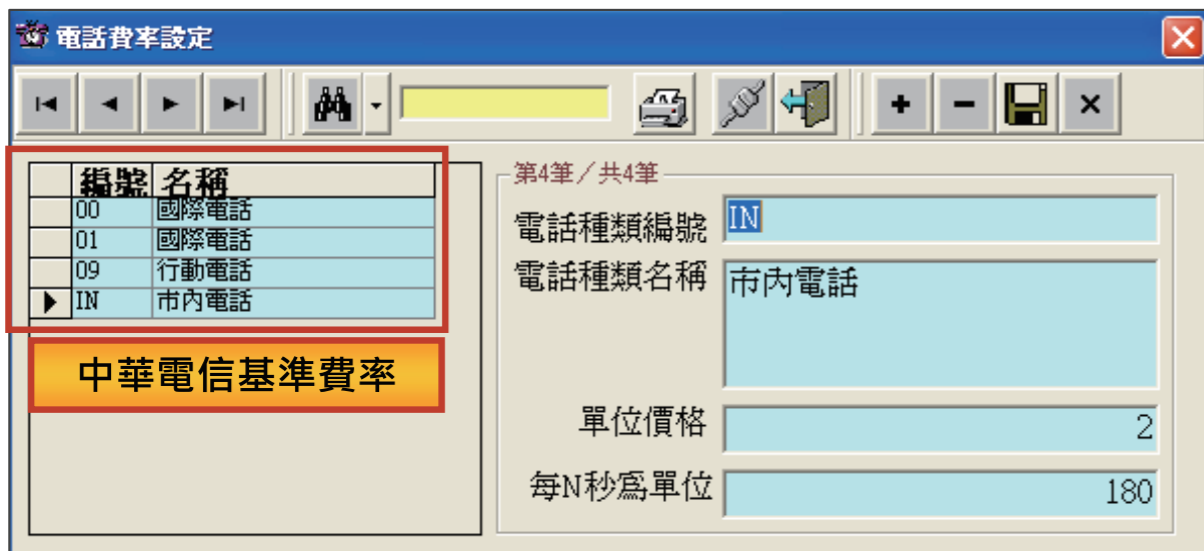 電話費率設定
編號 名稱
00 國際電話
01 國際電話
09 行動電話
IN 市內電話
中華電信基準費率
第4筆／共4筆
電話種類編號 IN
電話種類名稱 市內電話
單位價格 2
每N秒為單位 180